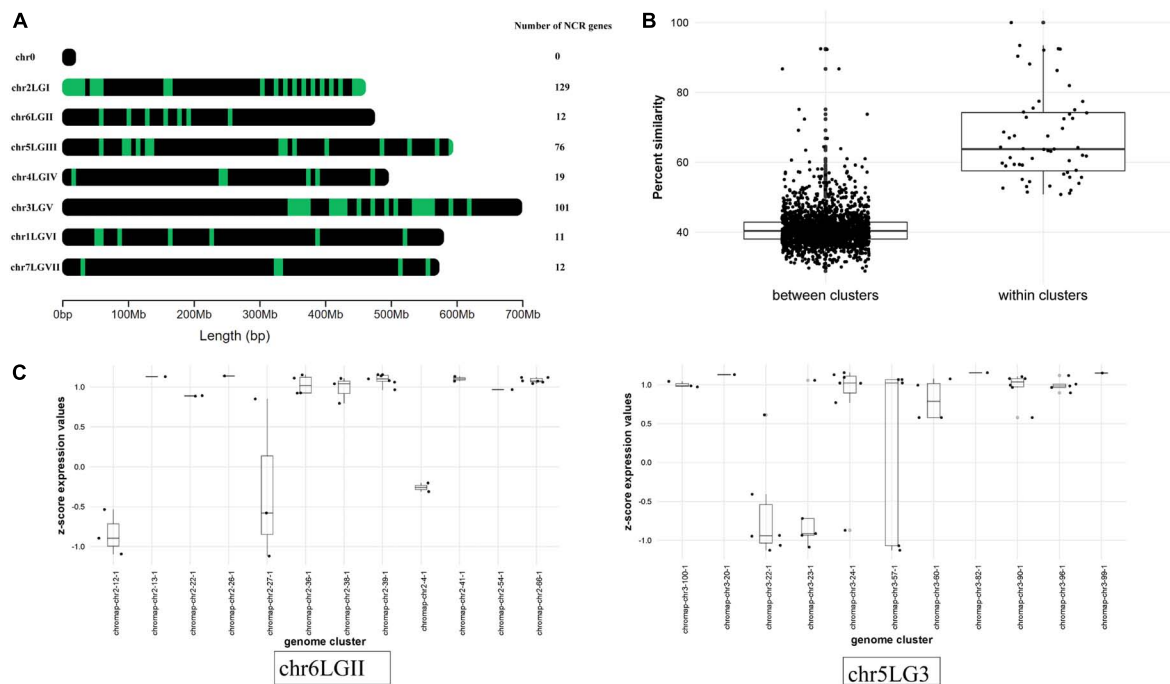 A
Number of NCR genes
chr0 0
chr2LGI 129
chr6LGII 12
chr5LGIII 76
chr4LGIV 19
chr3LGV 101
chr1LGVI 11
chr7LGVII 12
0bp 100Mb 200Mb 300Mb 400Mb 500Mb 600Mb 700Mb
Length (bp)
B
Percent similarity
100
80
60
40
between clusters within clusters
C
z-score expression values
1.0
0.5
0.0
-0.5
-1.0
chromap-chr2-12-1
chromap-chr2-13-1
chromap-chr2-22-1
chromap-chr2-26-1
chromap-chr2-27-1
chromap-chr2-36-1
chromap-chr2-38-1
chromap-chr2-39-1
chromap-chr2-4-1
chromap-chr2-41-1
chromap-chr2-54-1
chromap-chr2-66-1
genome cluster
chr6LGII
z-score expression values
1.0
0.5
0.0
-0.5
-1.0
chromap-chr3-100-1
chromap-chr3-20-1
chromap-chr3-22-1
chromap-chr3-23-1
chromap-chr3-24-1
chromap-chr3-57-1
chromap-chr3-60-1
chromap-chr3-82-1
chromap-chr3-90-1
chromap-chr3-96-1
chromap-chr3-99-1
genome cluster
chr5LG3